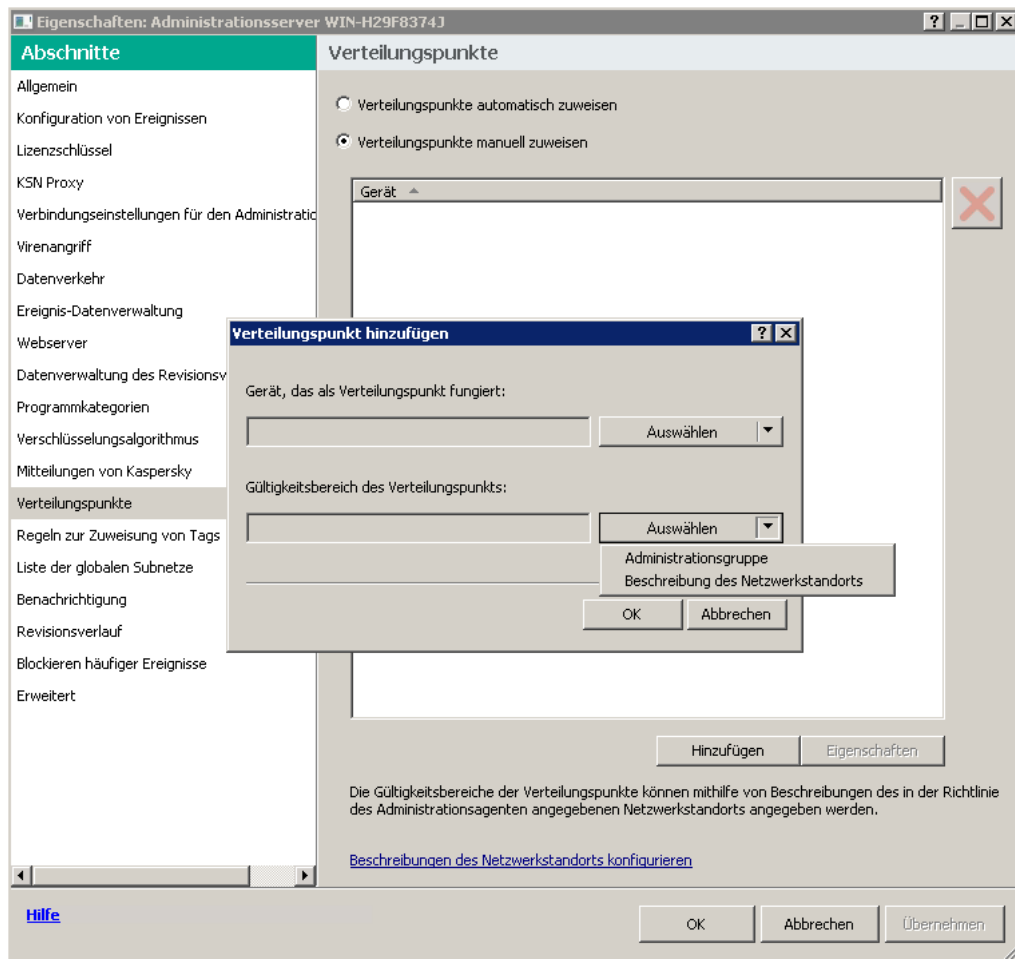 Eigenschaften: Administrationsserver WIN-H29F8374J
Abschnitte
Allgemein
Konfiguration von Ereignissen
Lizenzschlüssel
KSN Proxy
Verbindungseinstellungen für den Administratic
Virenangriff
Datenverkehr
Ereignis-Datenverwaltung
Webserver
Datenverwaltung des Revisionsv
Programmkategorien
Verschlüsselungsalgorithmus
Mitteilungen von Kaspersky
Verteilungspunkte
Regeln zur Zuweisung von Tags
Liste der globalen Subnetze
Benachrichtigung
Revisionsverlauf
Blockieren häufiger Ereignisse
Erweitert
Verteilungspunkte
Verteilungspunkte automatisch zuweisen
Verteilungspunkte manuell zuweisen
Gerät
Verteilungspunkt hinzufügen
Gerät, das als Verteilungspunkt fungiert:
Auswählen
Gültigkeitsbereich des Verteilungspunkts:
Auswählen
Administrationsgruppe
Beschreibung des Netzwerkstandorts
OK Abbrechen
Hinzufügen Eigenschaften
Die Gültigkeitsbereiche der Verteilungspunkte können mithilfe von Beschreibungen des in der Richtlinie
des Administrationsagenten angegebenen Netzwerkstandorts angegeben werden.
Beschreibungen des Netzwerkstandorts konfigurieren
Hilfe
OK Abbrechen Übernehmen